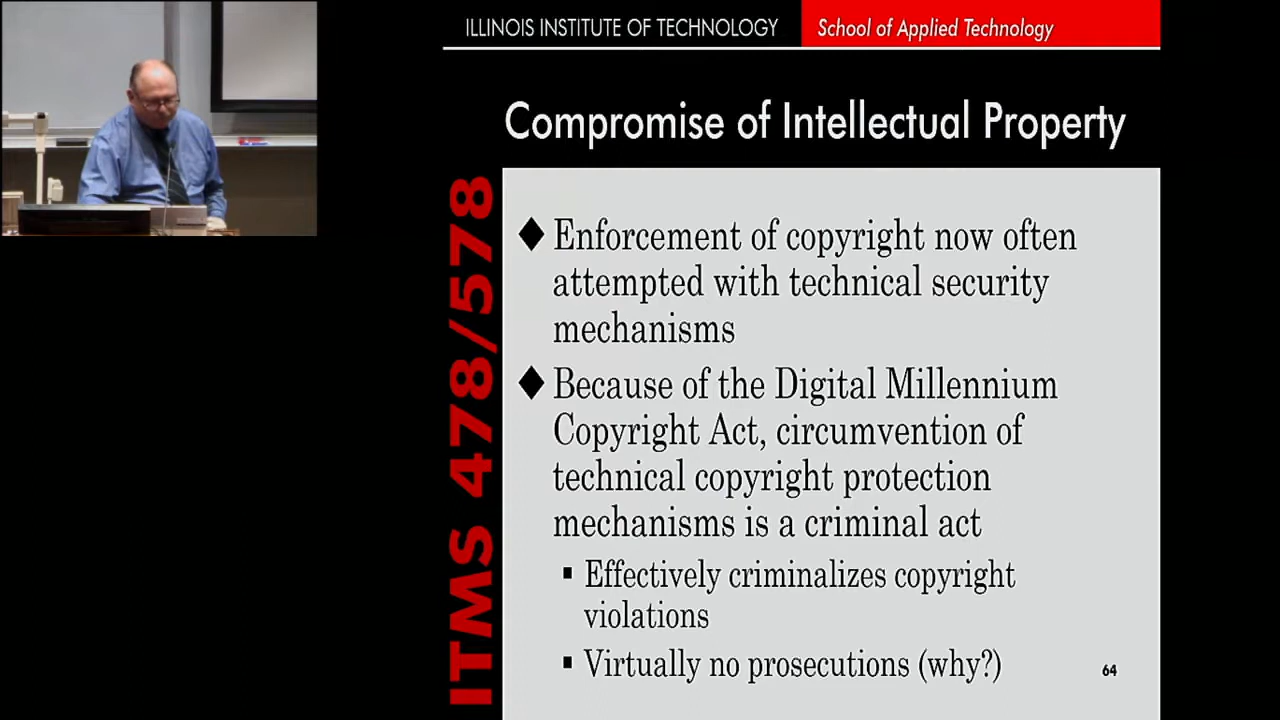 ILLINOIS INSTITUTE OF TECHNOLOGY School of Applied Technology
Compromise of Intellectual Property
ITMS 478/578
◆ Enforcement of copyright now often
attempted with technical security
mechanisms
◆ Because of the Digital Millennium
Copyright Act, circumvention of
technical copyright protection
mechanisms is a criminal act
▪ Effectively criminalizes copyright
violations
▪ Virtually no prosecutions (why?)
64